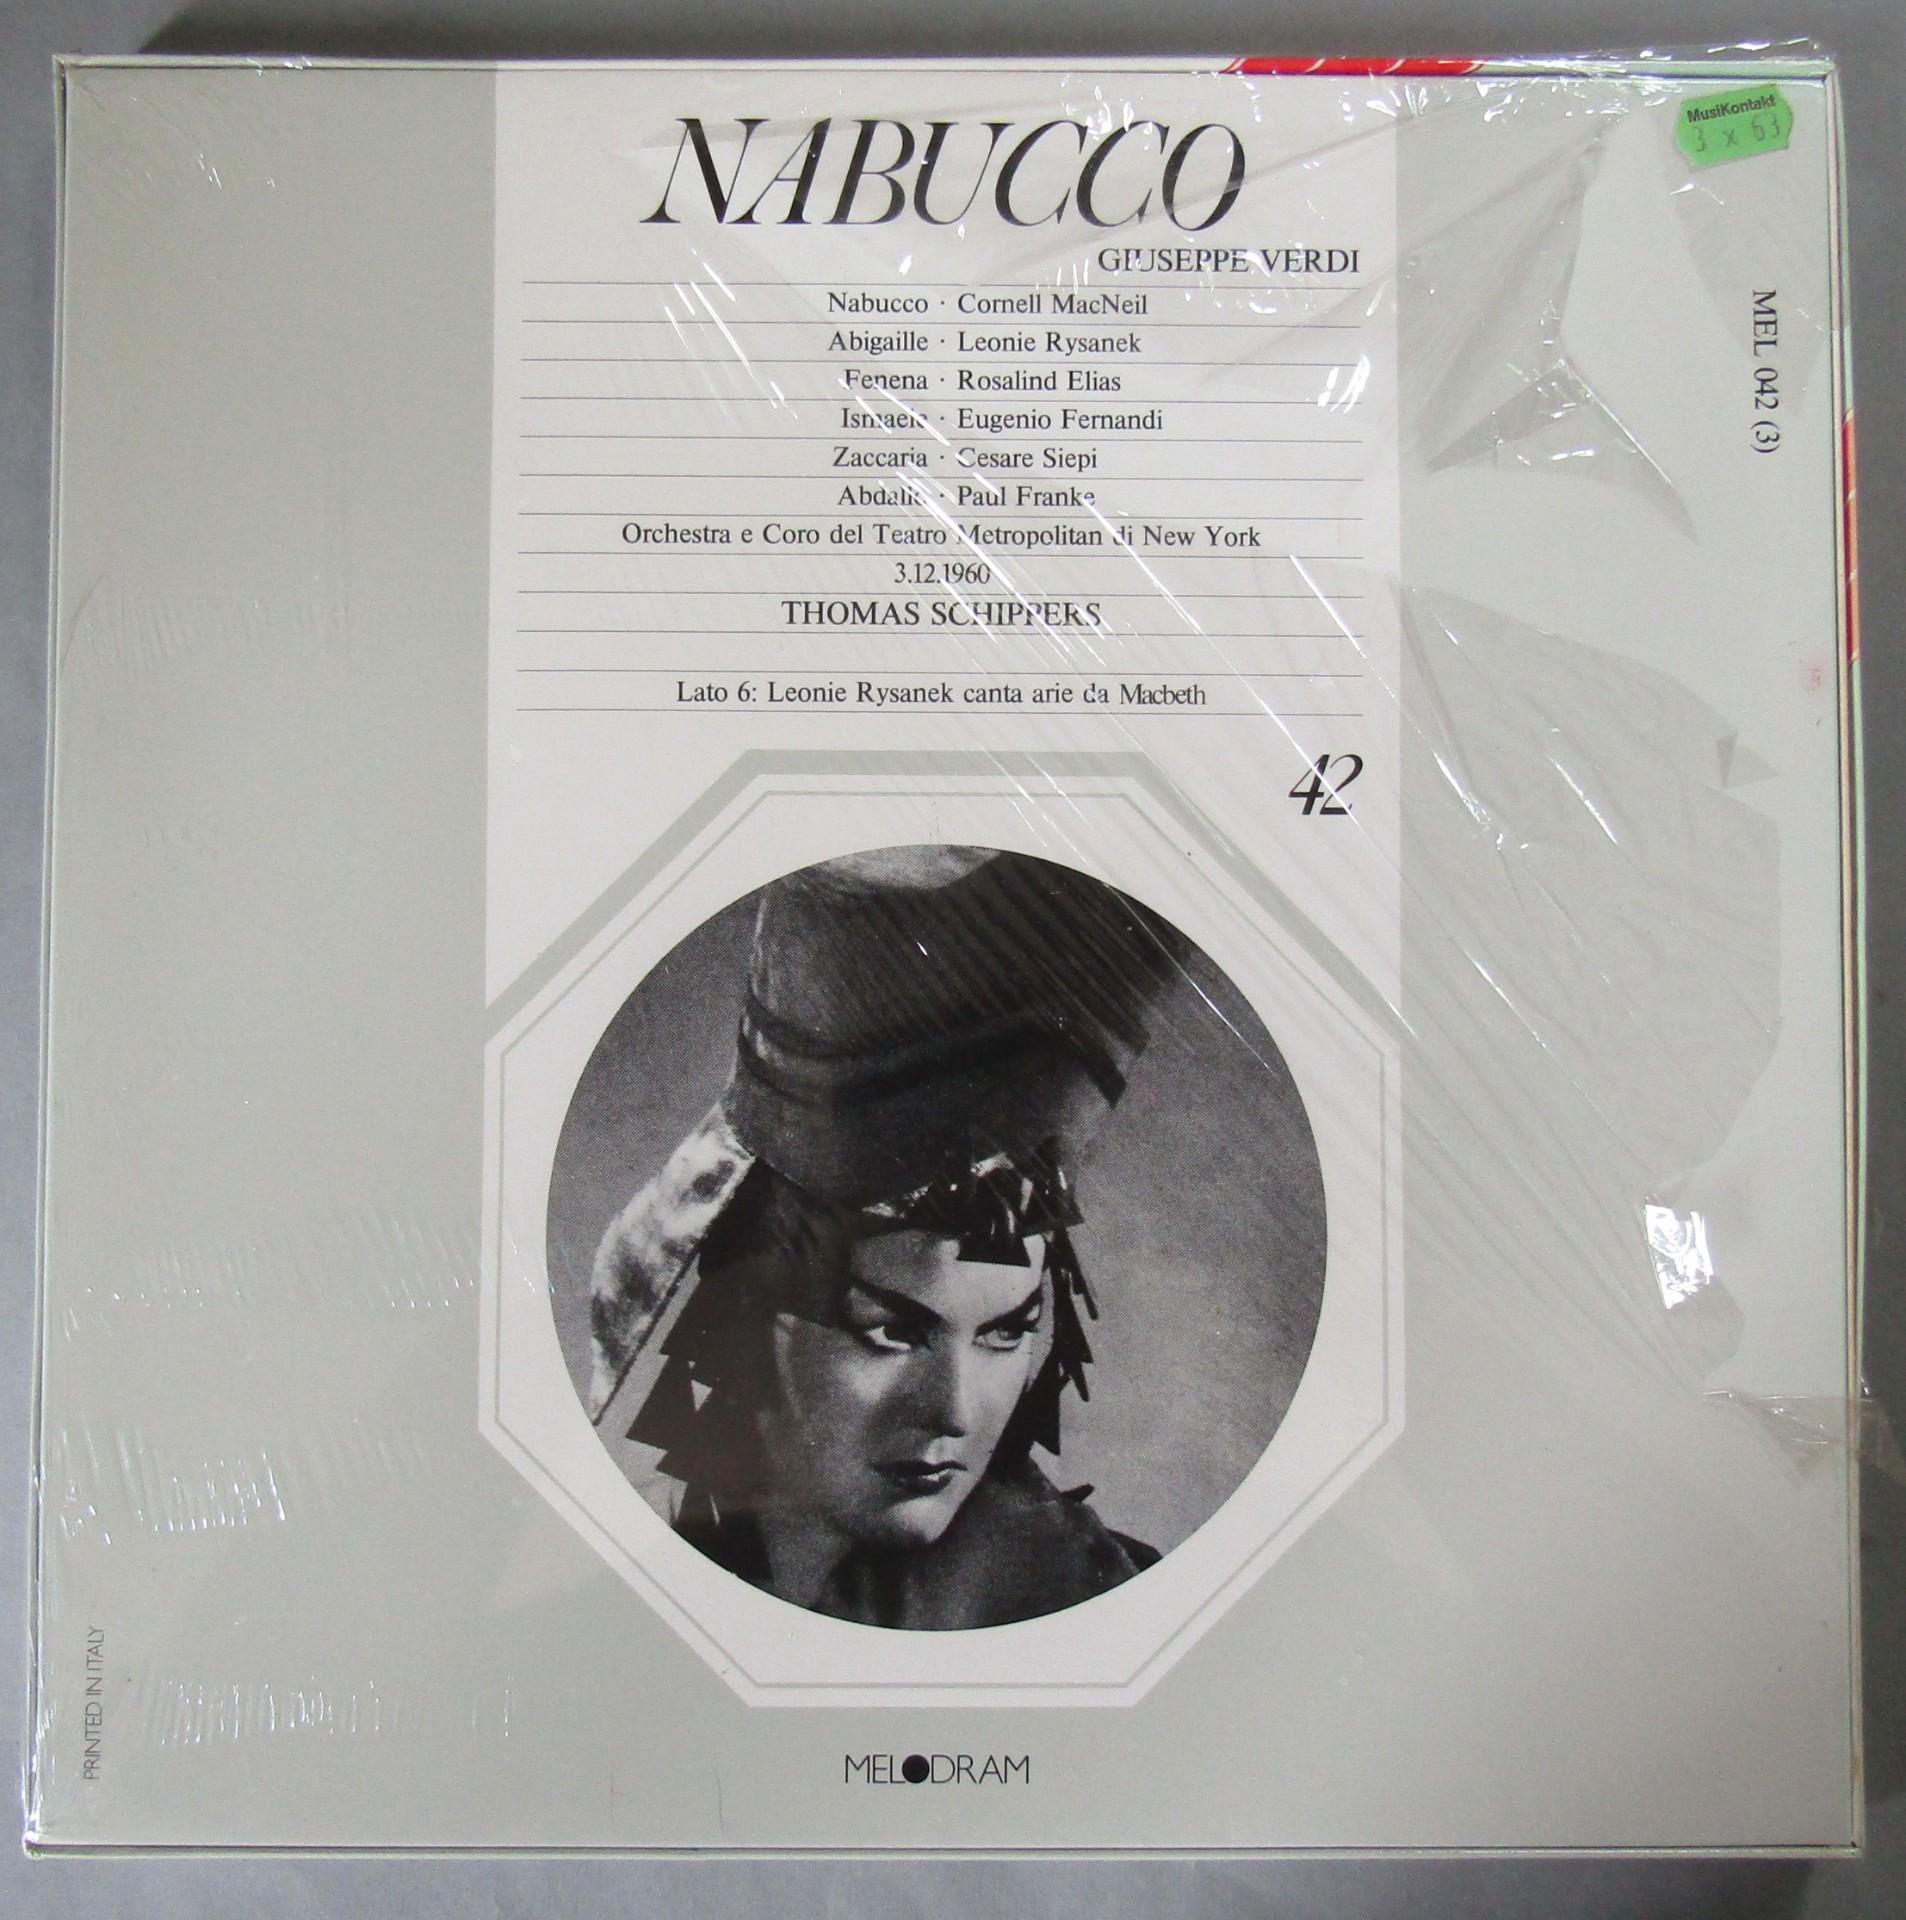 NABUCCO
GIUSEPPE VERDI
Nabucco · Cornell MacNeil
Abigaille · Leonie Rysanek
Fenena · Rosalind Elias
Ismaele · Eugenio Fernandi
Zaccaria · Cesare Siepi
Abdallo · Paul Franke
Orchestra e Coro del Teatro Metropolitan di New York
3.12.1960
THOMAS SCHIPPERS
Lato 6: Leonie Rysanek canta arie da Macbeth
42
MusiKontakt
3 x 63
MEL 042 (3)
PRINTED IN ITALY
MELODRAM